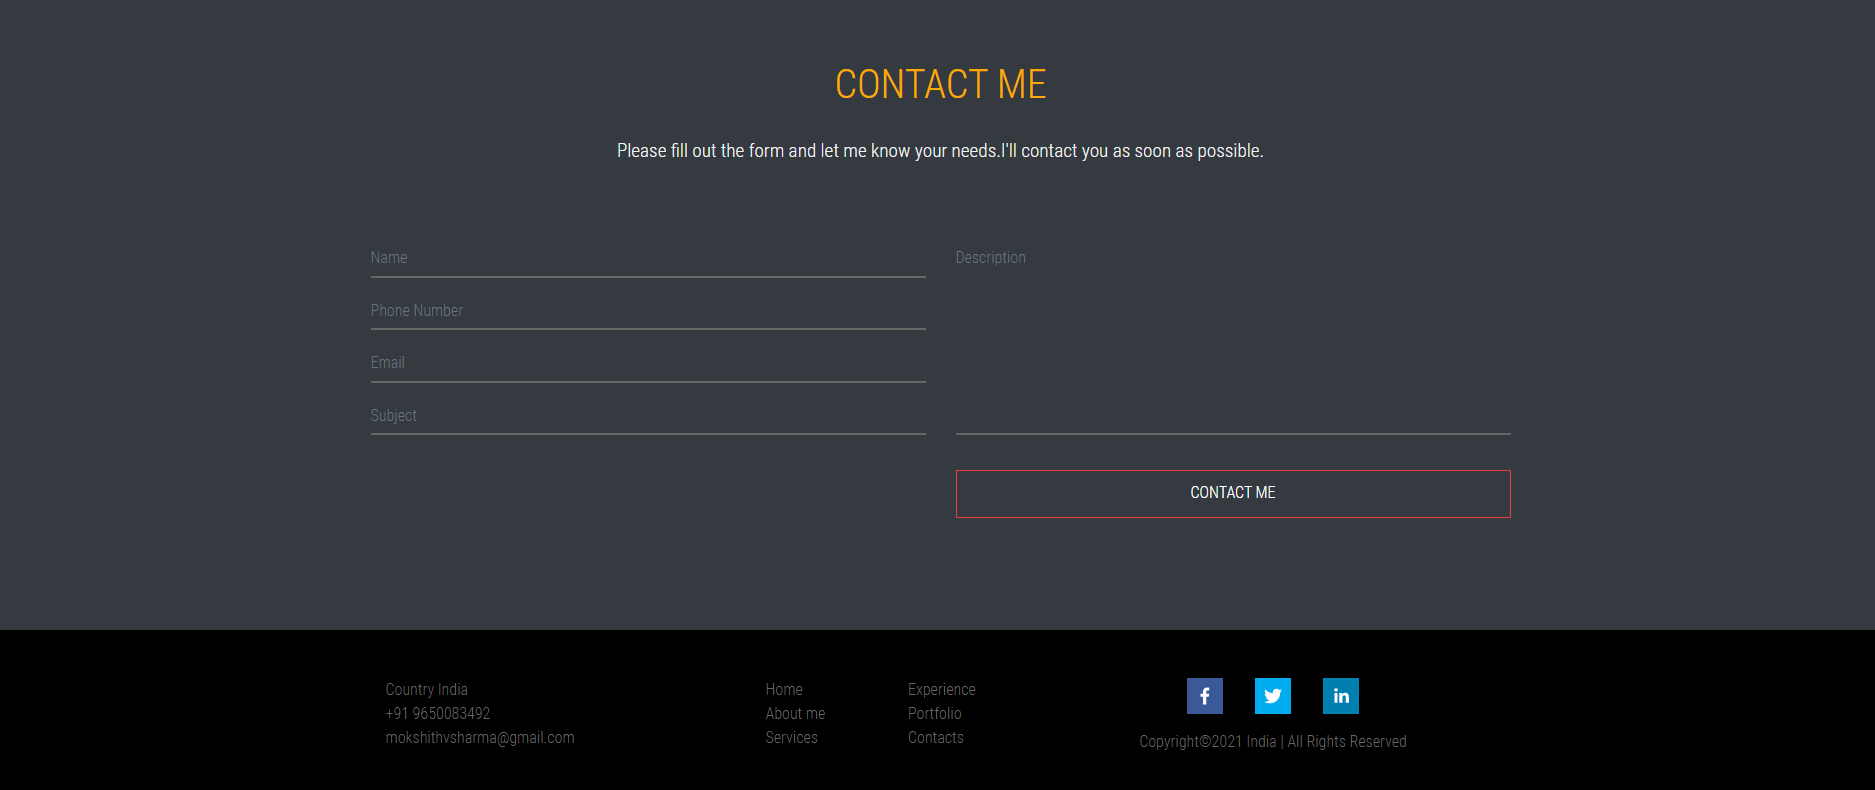 CONTACT ME
Please fill out the form and let me know your needs.I'll contact you as soon as possible.
Name
Phone Number
Email
Subject
Description
CONTACT ME
Country India
+91 9650083492
mokshithvsharma@gmail.com
Home
About me
Services
Experience
Portfolio
Contacts
Copyright©2021 India | All Rights Reserved